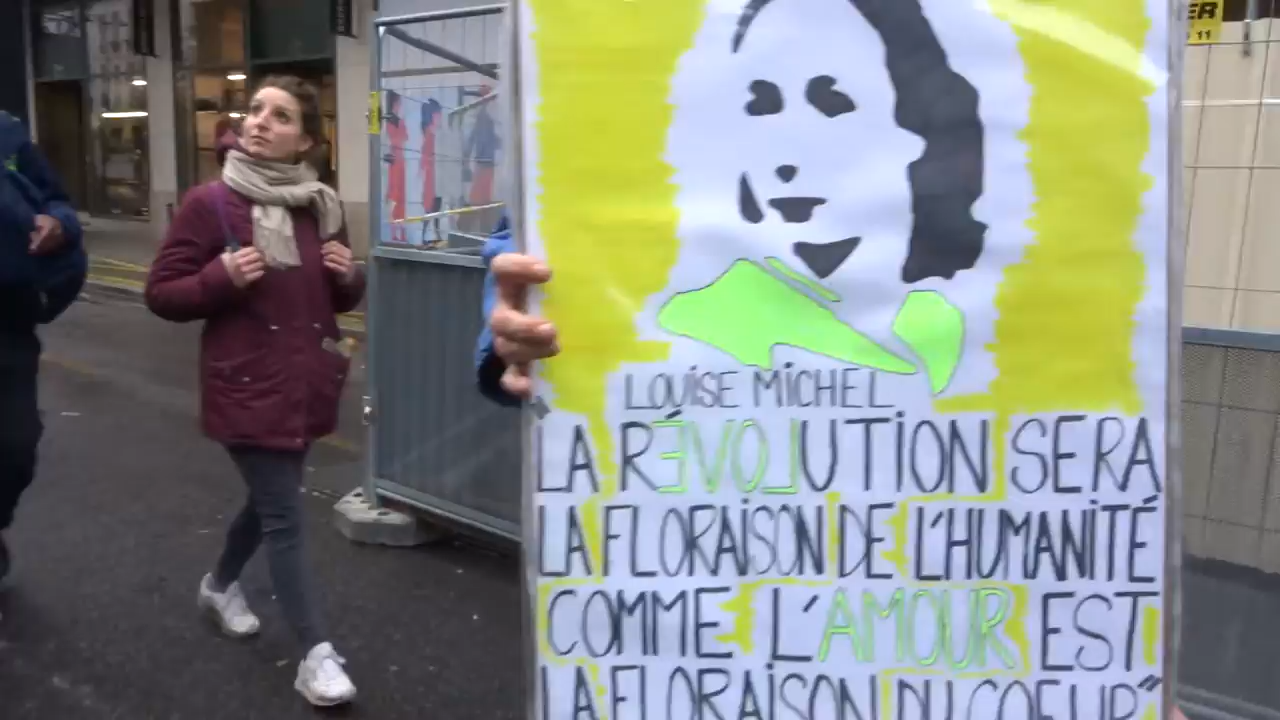 ER
11
LOUISE MICHEL
LA RÉVOLUTION SERA
LA FLORAISON DE L'HUMANITÉ
COMME L'AMOUR EST
LA FLORAISON DU COEUR"